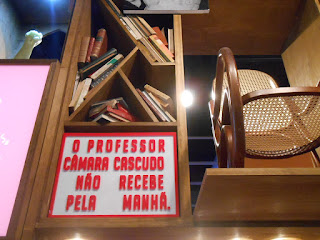 O PROFESSOR
CÂMARA CASCUDO
NÃO RECEBE
PELA MANHÃ.